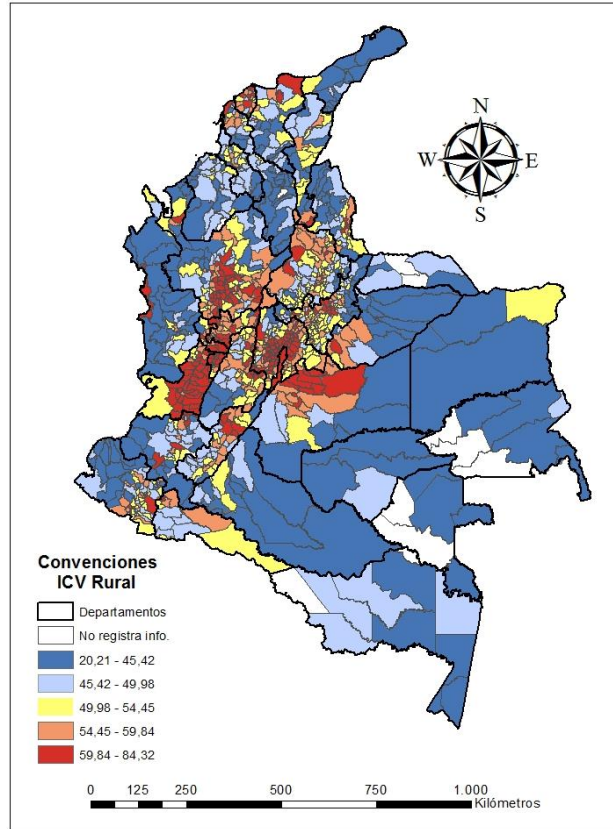 N
W E
S
Convenciones
ICV Rural
Departamentos
No registra info.
20,21 - 45,42
45,42 - 49,98
49,98 - 54,45
54,45 - 59,84
59,84 - 84,32
0 250 500 750 1.000
Kilómetros